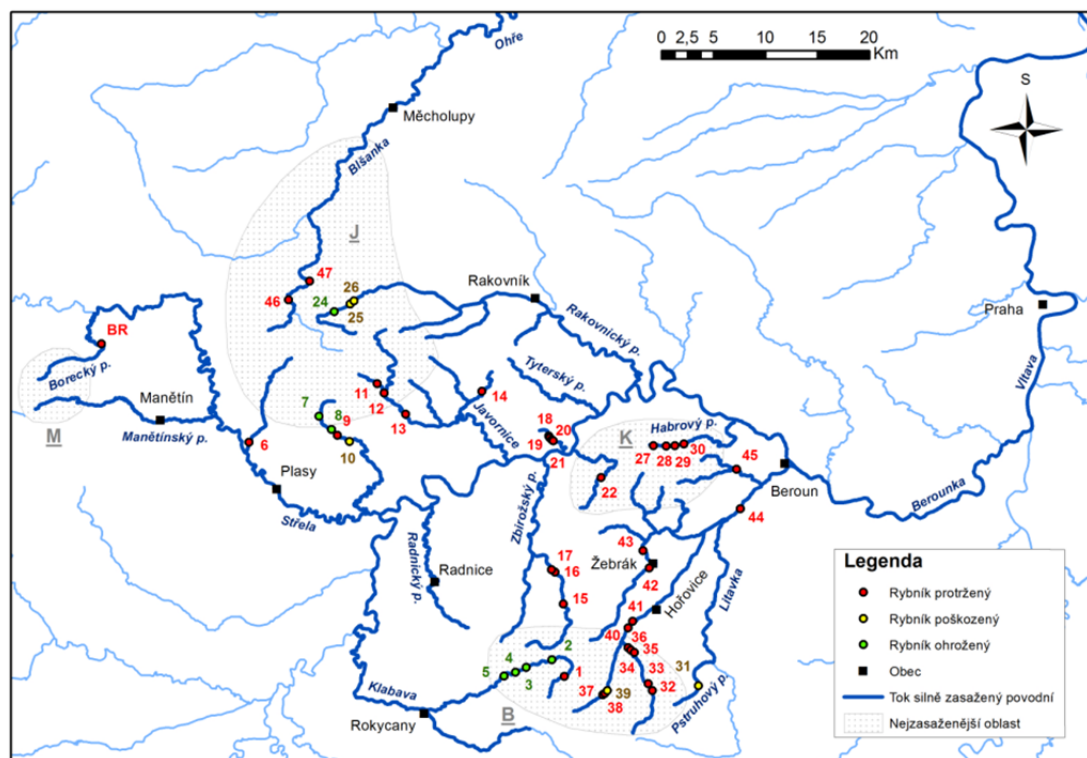 Ohře
0 2,5 5 10 15 20
Km
S
Měcholupy
Blšanka
J
47
46
24
26
25
Rakovník
Rakovnický p.
Praha
Vltava
BR
Borecký p.
Manětín
M
Manětínský p.
Tyterský p.
7
8
9
10
11
12
13
14
Javornice
18
19
20
21
K
Habrový p.
27
28
29
30
45
22
6
Plasy
Střela
Beroun
Berounka
44
Zbirožský p.
Radnický p.
Radnice
17
16
15
43
Žebrák
42
Hořovice
Litavka
41
40
36
35
34
33
32
31
Pstruhový p.
5
4
3
2
1
37
39
38
B
Klabava
Rokycany
Legenda
Rybník protržený
Rybník poškozený
Rybník ohrožený
Obec
Tok silně zasažený povodní
Nejzasaženější oblast